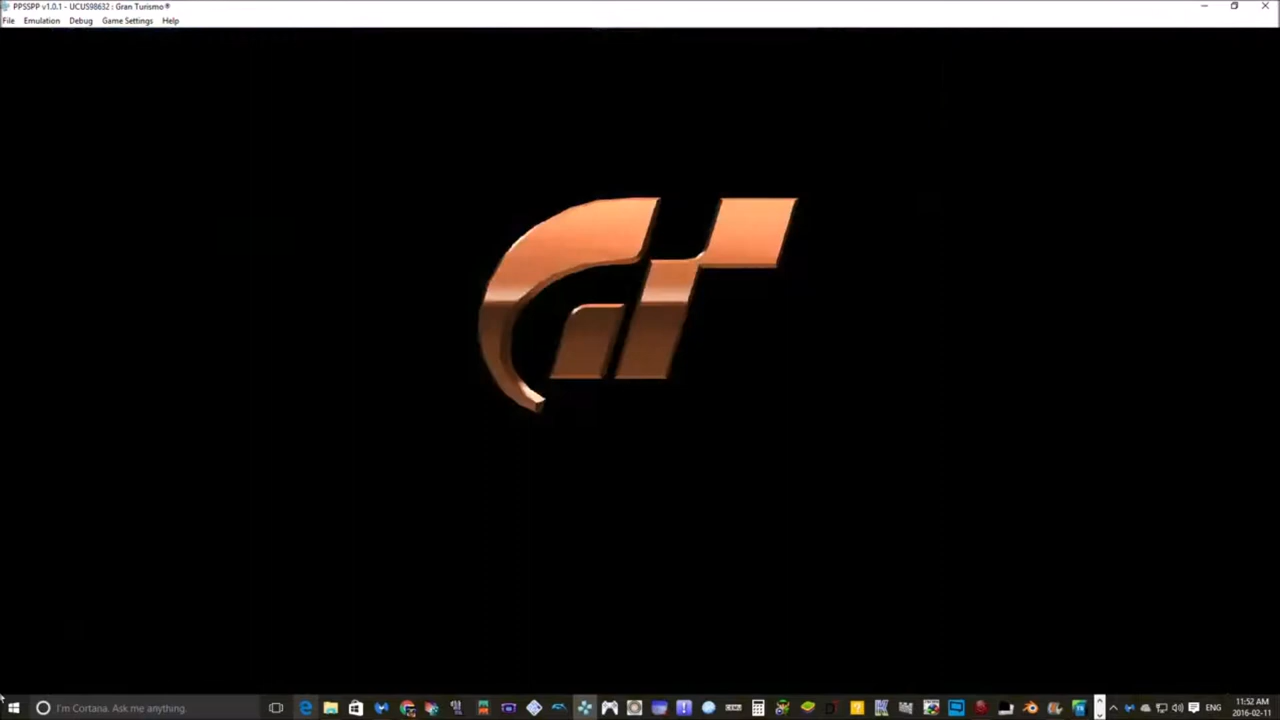 PPSSPP v1.0.1 - UCUS98632 : Gran Turismo®
File Emulation Debug Game Settings Help
I'm Cortana. Ask me anything.
ENG
11:52 AM
2016-02-11